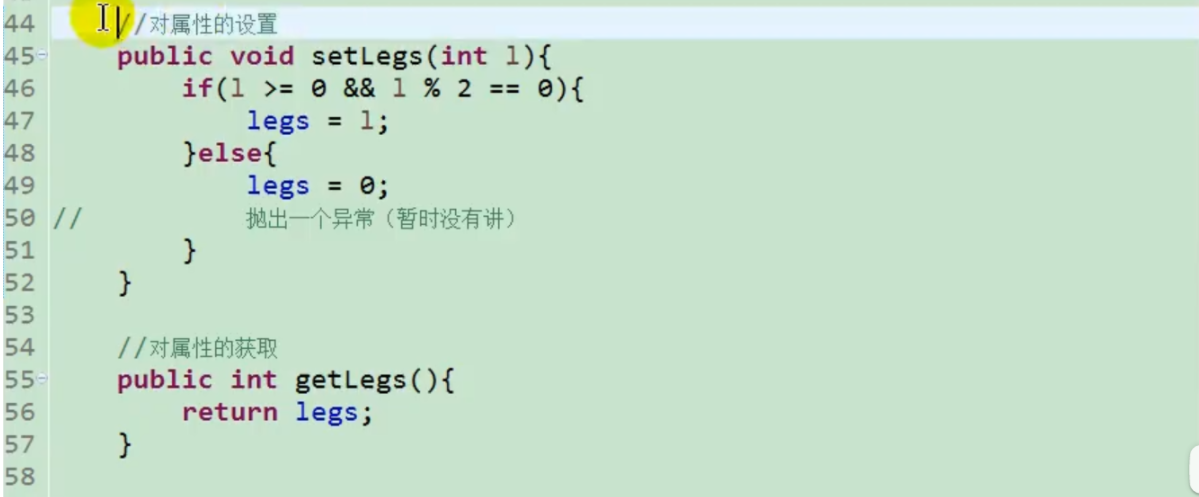 44 //对属性的设置
45 public void setLegs(int l){
46 if(l >= 0 && l % 2 == 0){
47 legs = l;
48 }else{
49 legs = 0;
50 // 抛出一个异常（暂时没有讲）
51 }
52 }
53
54 //对属性的获取
55 public int getLegs(){
56 return legs;
57 }
58